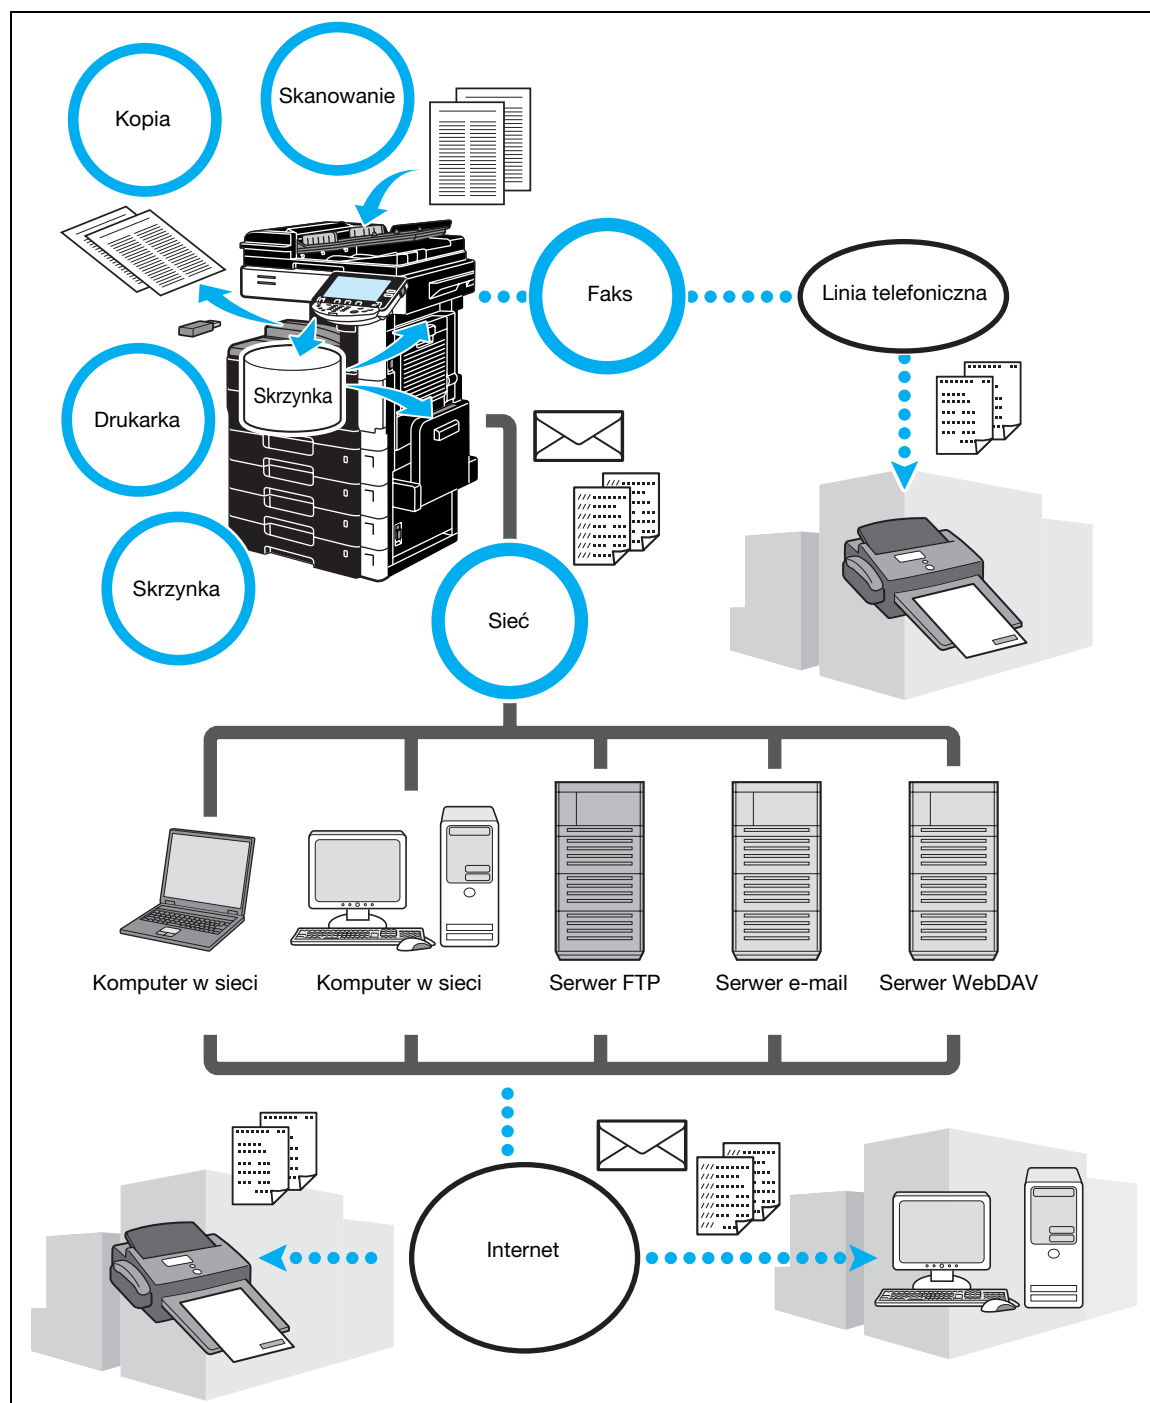 Skanowanie
Kopia
Faks
Linia telefoniczna
Skrzynka
Drukarka
Skrzynka
Sieć
Komputer w sieci
Komputer w sieci
Serwer FTP
Serwer e-mail
Serwer WebDAV
Internet